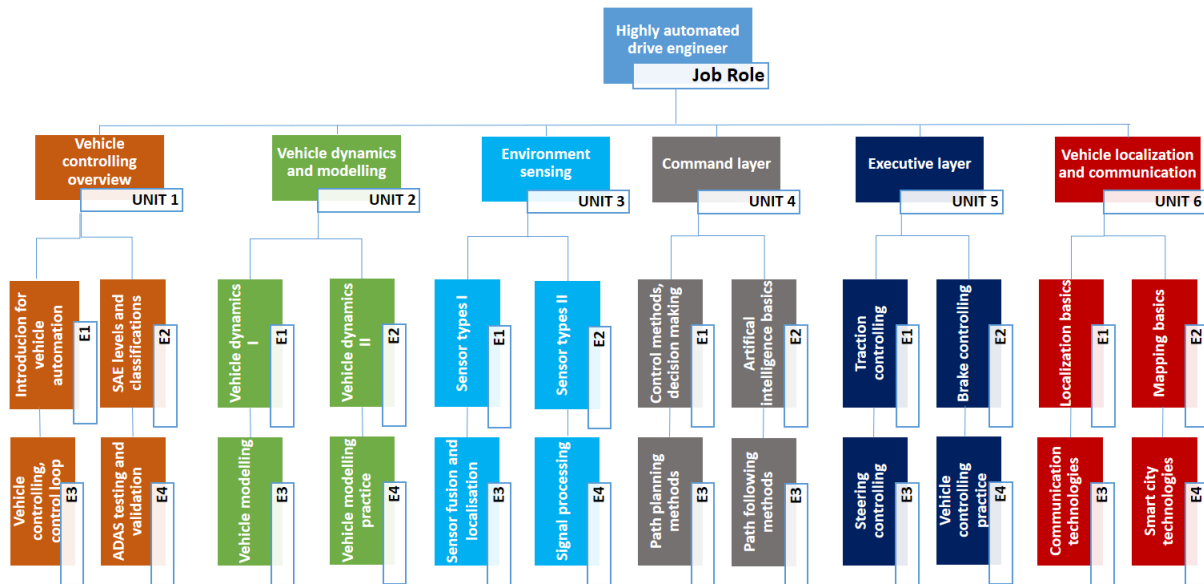 Highly automated
drive engineer
Job Role
Vehicle
controlling
overview
UNIT 1
Vehicle dynamics
and modelling
UNIT 2
Environment
sensing
UNIT 3
Command layer
UNIT 4
Executive layer
UNIT 5
Vehicle localization
and communication
UNIT 6
Introducion for
vehicle
automation
E1
SAE levels and
classifications
E2
Vehicle dynamics
I
E1
Vehicle dynamics
II
E2
Sensor types I
E1
Sensor types II
E2
Control methods,
decision making
E1
Artifical
intelligence basics
E2
Traction
controlling
E1
Brake controlling
E2
Localization basics
E1
Mapping basics
E2
Vehicle
controlling,
control loop
E3
ADAS testing and
validation
E4
Vehicle modelling
E3
Vehicle modelling
practice
E4
Sensor fusion and
localisation
E3
Signal processing
E4
Path planning
methods
E3
Path following
methods
E3
Steering
controlling
E3
Vehicle
controlling
practice
E4
Communication
technologies
E3
Smart city
technologies
E4